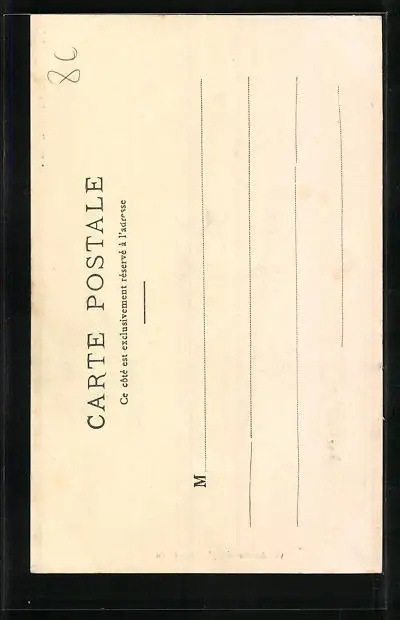 8c
CARTE POSTALE
Ce côté est exclusivement réservé à l'adresse
M